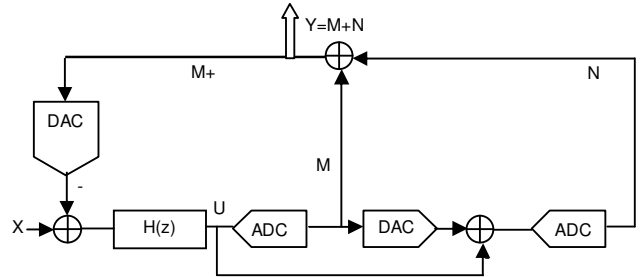 Y=M+N
M+
N
DAC
M
-
U
X
H(z)
ADC
DAC
ADC